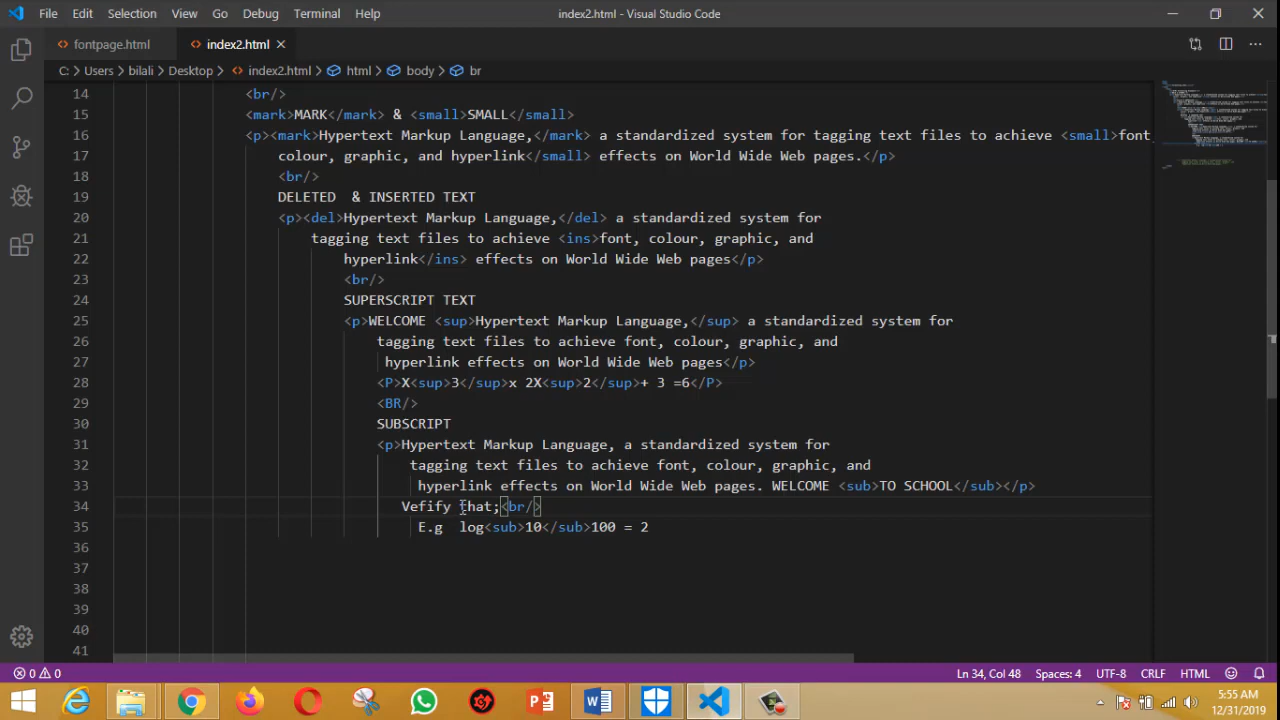 File Edit Selection View Go Debug Terminal Help index2.html - Visual Studio Code
fontpage.html index2.html
C: > Users > bilali > Desktop > index2.html > html > body > br
14 <br/>
15 <mark>MARK</mark> & <small>SMALL</small>
16 <p><mark>Hypertext Markup Language,</mark> a standardized system for tagging text files to achieve <small>font
17 colour, graphic, and hyperlink</small> effects on World Wide Web pages.</p>
18 <br/>
19 DELETED  & INSERTED TEXT
20 <p><del>Hypertext Markup Language,</del> a standardized system for
21 tagging text files to achieve <ins>font, colour, graphic, and
22 hyperlink</ins> effects on World Wide Web pages</p>
23 <br/>
24 SUPERSCRIPT TEXT
25 <p>WELCOME <sup>Hypertext Markup Language,</sup> a standardized system for
26 tagging text files to achieve font, colour, graphic, and
27 hyperlink effects on World Wide Web pages</p>
28 <P>X<sup>3</sup>x 2X<sup>2</sup>+ 3 =6</P>
29 <BR/>
30 SUBSCRIPT
31 <p>Hypertext Markup Language, a standardized system for
32 tagging text files to achieve font, colour, graphic, and
33 hyperlink effects on World Wide Web pages. WELCOME <sub>TO SCHOOL</sub></p>
34 Vefify that;<br/>
35 E.g  log<sub>10</sub>100 = 2
36
37
38
39
40
41
0 0 Ln 34, Col 48 Spaces: 4 UTF-8 CRLF HTML
5:55 AM
12/31/2019